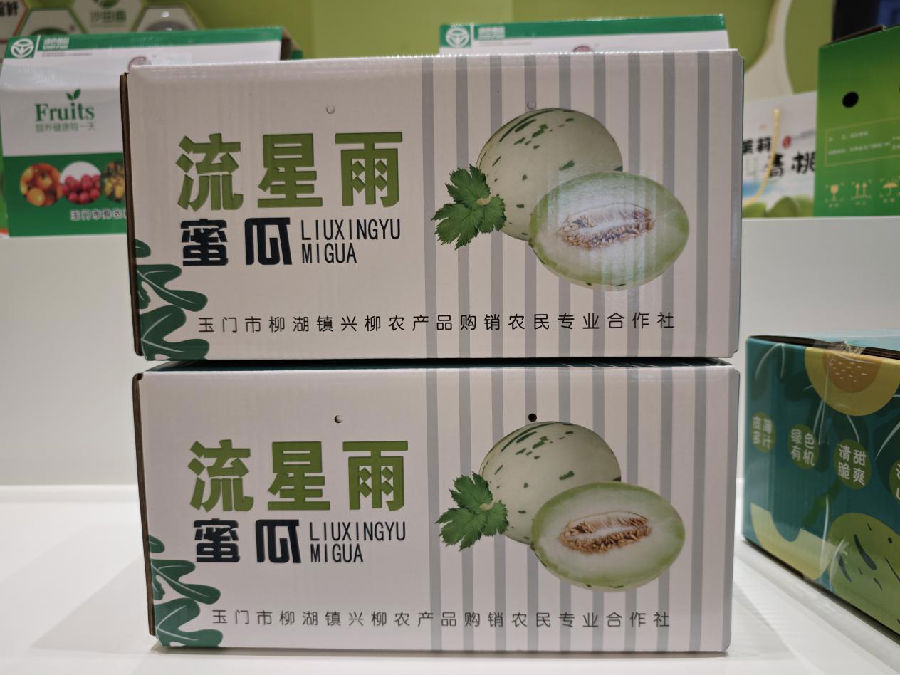 Fruits
流星雨
蜜瓜
LIUXINGYU
MIGUA
玉门市柳湖镇兴柳农产品购销农民专业合作社
流星雨
蜜瓜
LIUXINGYU
MIGUA
玉门市柳湖镇兴柳农产品购销农民专业合作社
绿色
有机
清甜
脆爽